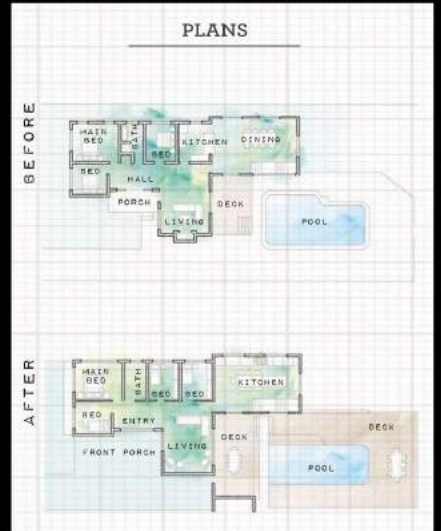 PLANS
BEFORE
MAIN BED
BATH
BED
KITCHEN
DINING
BED
HALL
PORCH
DECK
LIVING
POOL
AFTER
MAIN BED
BATH
BED
BED
KITCHEN
BED
ENTRY
LIVING
DECK
DECK
FRONT PORCH
POOL